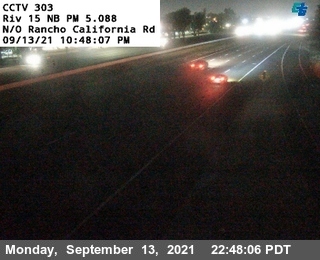 CCTV 303
Riv 15 NB PM 5.088
N/O Rancho California Rd
09/13/21 10:48:07 PM
Monday, September 13, 2021 22:48:06 PDT